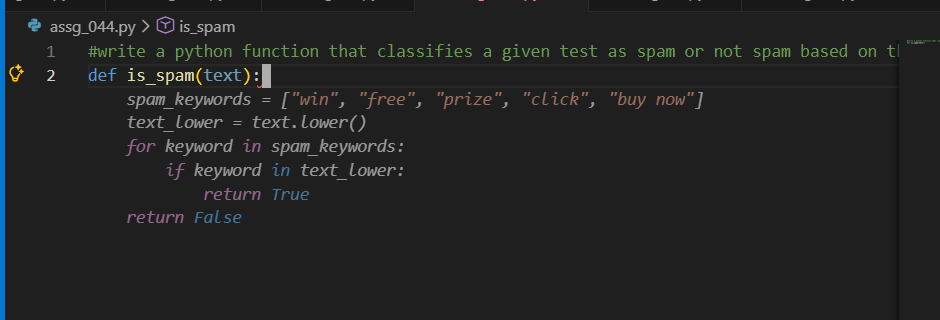 assg_044.py > is_spam
1 #write a python function that classifies a given test as spam or not spam based on
2 def is_spam(text):
spam_keywords = ["win", "free", "prize", "click", "buy now"]
text_lower = text.lower()
for keyword in spam_keywords:
if keyword in text_lower:
return True
return False